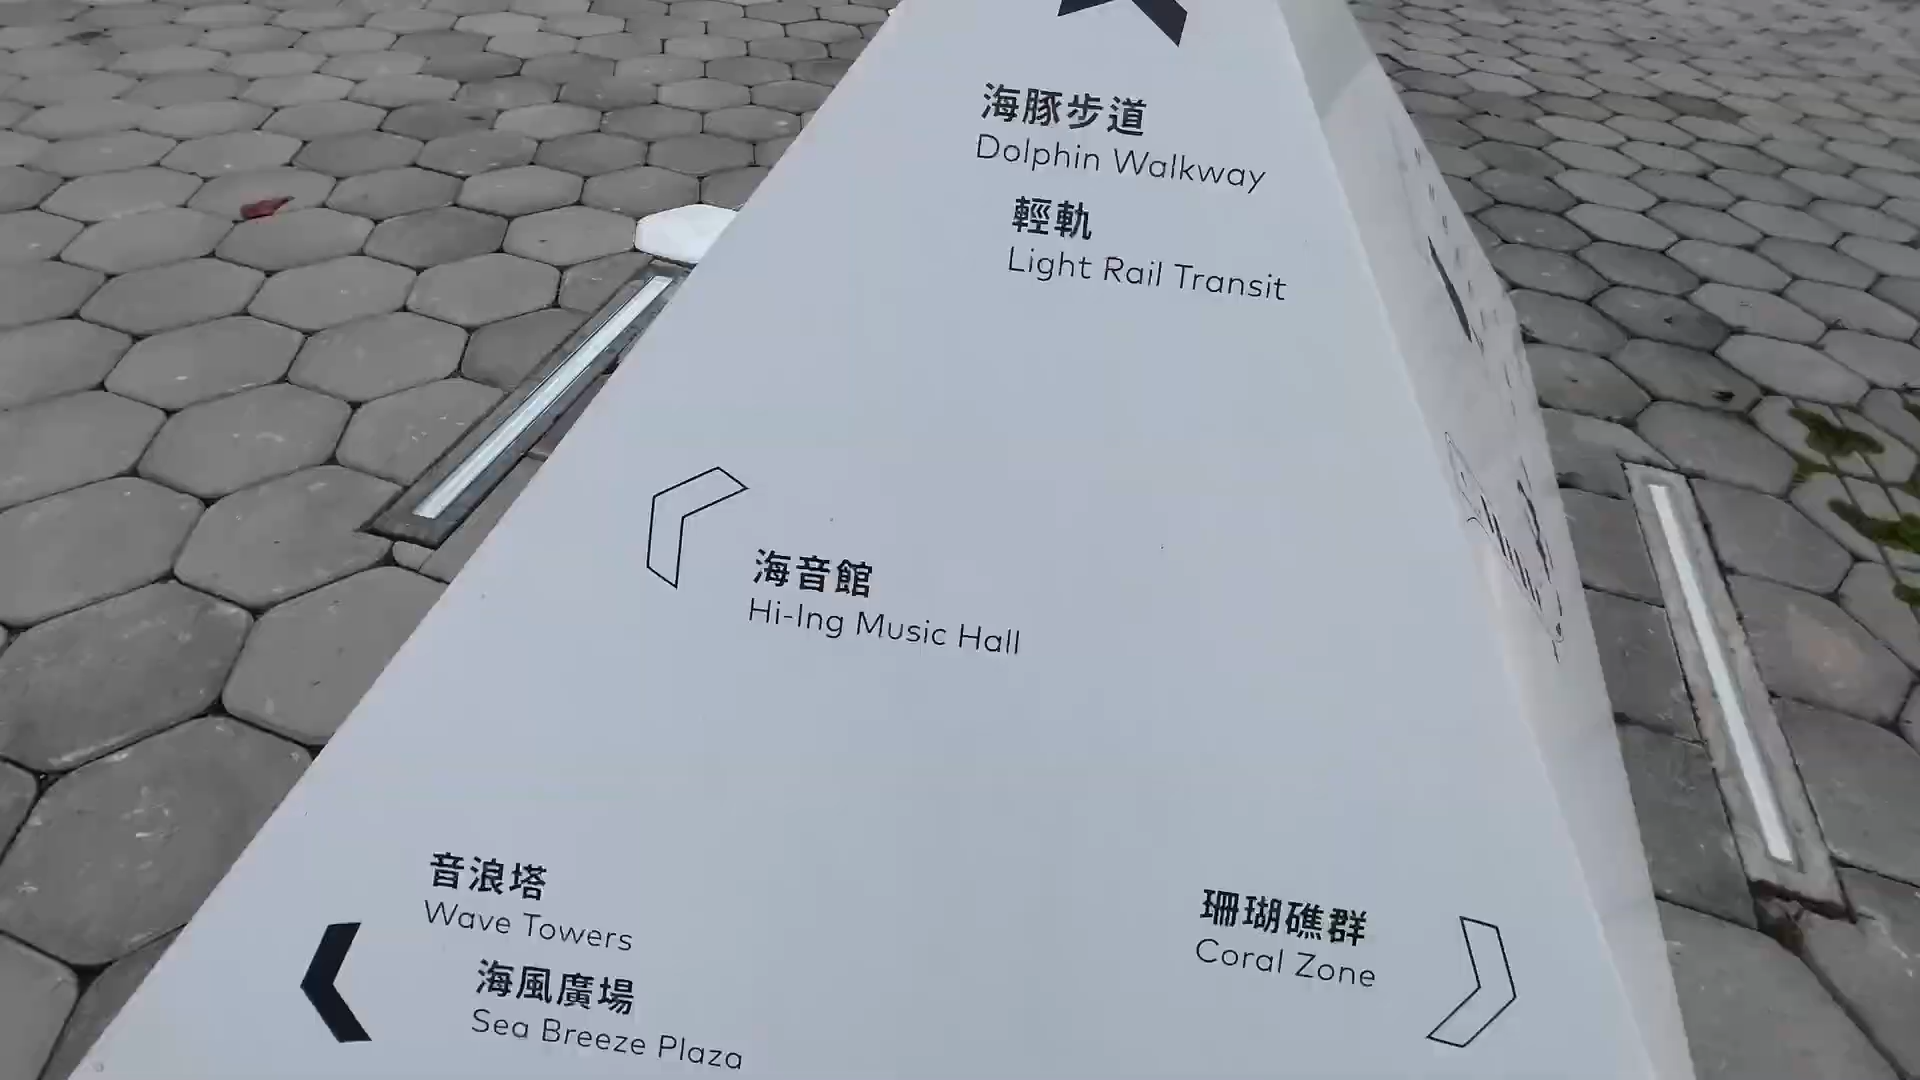 海豚步道
Dolphin Walkway
輕軌
Light Rail Transit
海音館
Hi-Ing Music Hall
音浪塔
Wave Towers
海風廣場
Sea Breeze Plaza
珊瑚礁群
Coral Zone